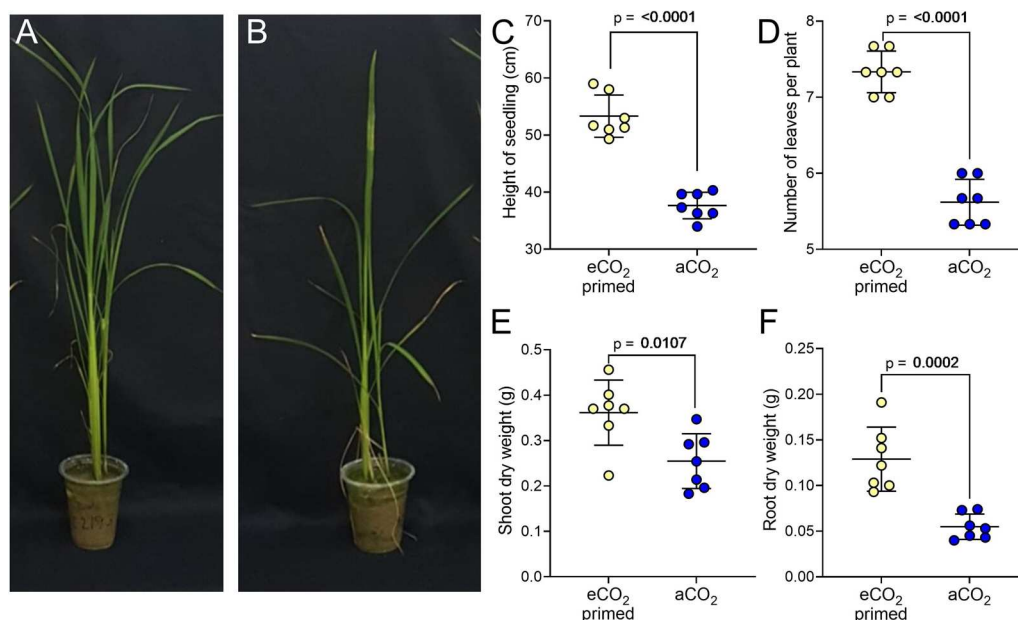 A
B
C
p = <0.0001
Height of seedling (cm)
70
60
50
40
30
eCO₂ primed
aCO₂
D
p = <0.0001
Number of leaves per plant
8
7
6
5
4
eCO₂ primed
aCO₂
E
p = 0.0107
Shoot dry weight (g)
0.5
0.4
0.3
0.2
0.1
0.0
eCO₂ primed
aCO₂
F
p = 0.0002
Root dry weight (g)
0.25
0.20
0.15
0.10
0.05
0.00
eCO₂ primed
aCO₂